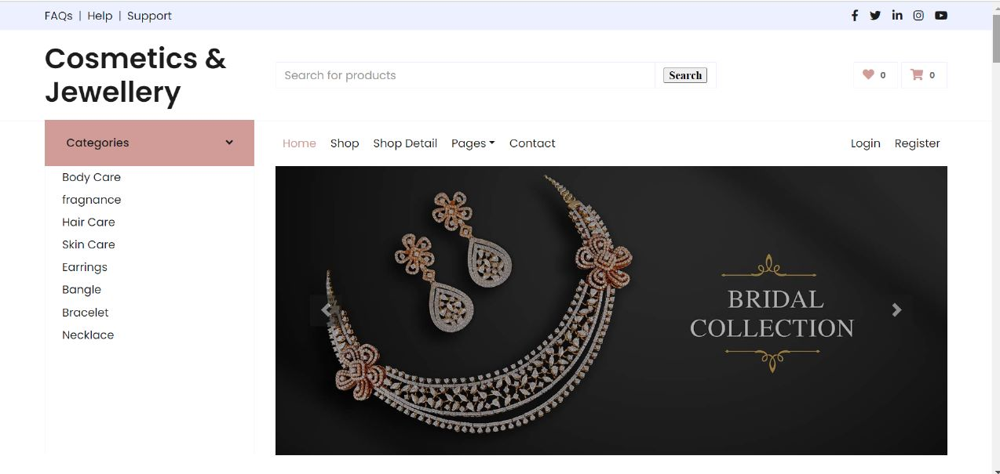 FAQs | Help | Support
Cosmetics &
Jewellery
Search for products
Search
0
0
Categories
Home Shop Shop Detail Pages Contact
Login Register
Body Care
fragnance
Hair Care
Skin Care
Earrings
Bangle
Bracelet
Necklace
BRIDAL
COLLECTION